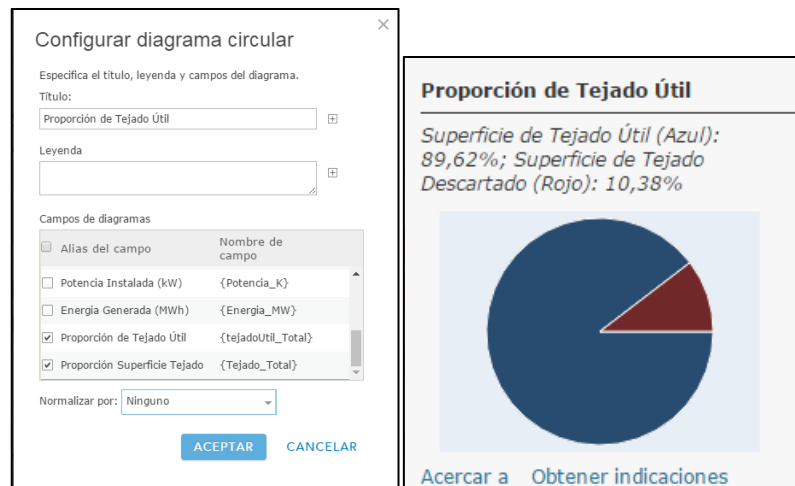 Configurar diagrama circular
Especifica el título, leyenda y campos del diagrama.
Título:
Proporción de Tejado Útil
Leyenda
Campos de diagramas
Alias del campo
Nombre de
campo
Potencia Instalada (kW) {Potencia_K}
Energia Generada (MWh) {Energia_MW}
Proporción de Tejado Útil {tejadoUtil_Total}
Proporción Superficie Tejado {Tejado_Total}
Normalizar por: Ninguno
ACEPTAR CANCELAR
Proporción de Tejado Útil
Superficie de Tejado Útil (Azul):
89,62%; Superficie de Tejado
Descartado (Rojo): 10,38%
Acercar a Obtener indicaciones